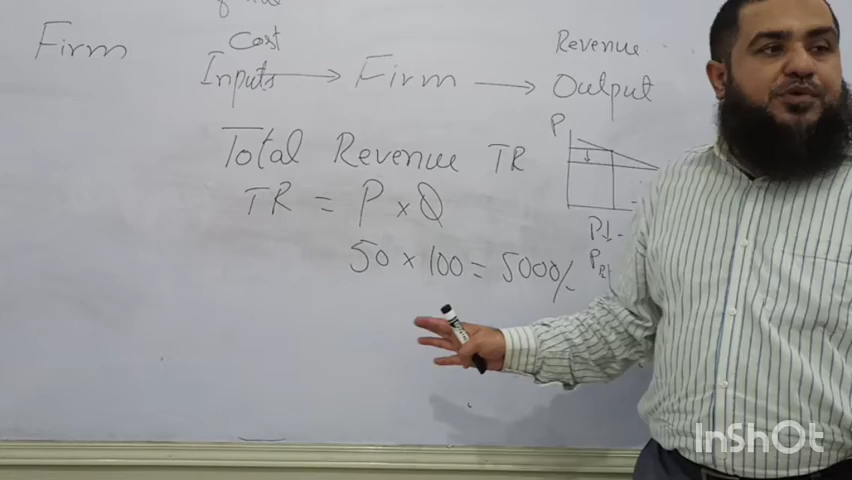 Firm
Cost
Inputs → Firm → Revenue Output
Total Revenue TR
TR = P × Q
50 × 100 = 5000/-
P
P↓ -
InShOt